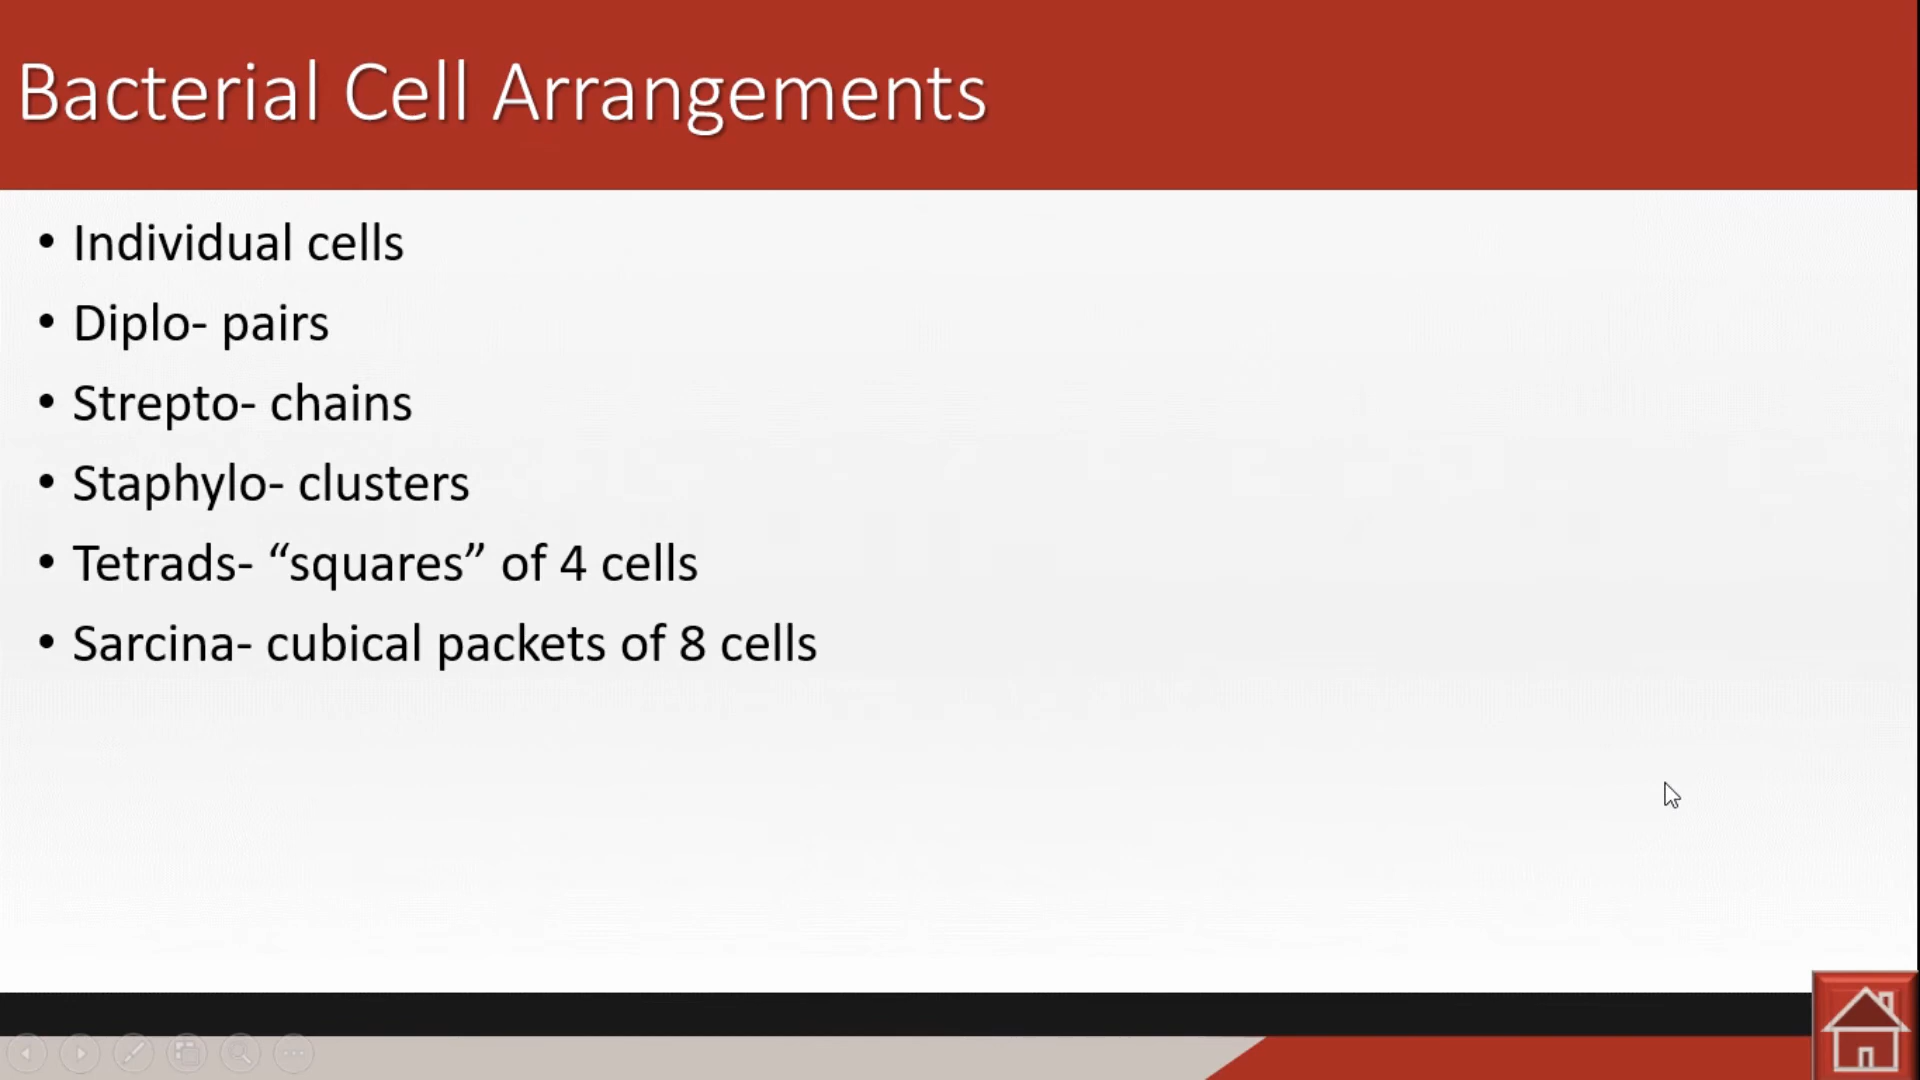 Bacterial Cell Arrangements
• Individual cells
• Diplo- pairs
• Strepto- chains
• Staphylo- clusters
• Tetrads- “squares” of 4 cells
• Sarcina- cubical packets of 8 cells